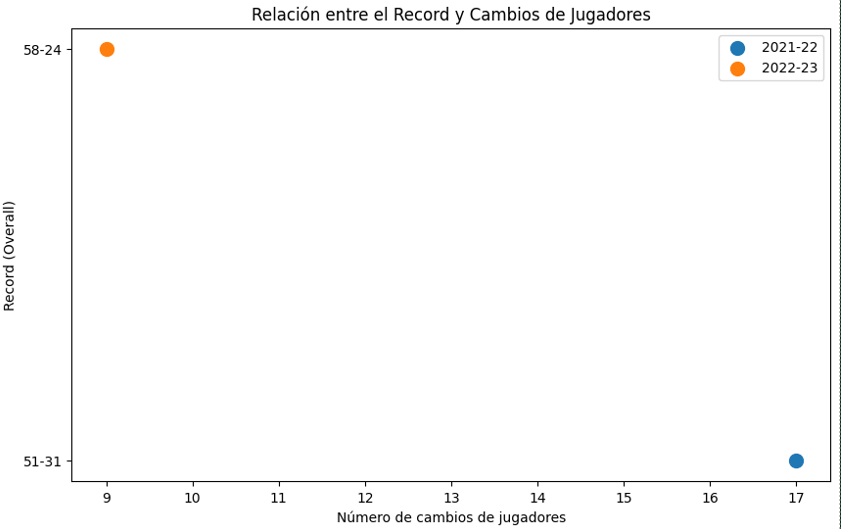 Relación entre el Record y Cambios de Jugadores
58-24
2021-22
2022-23
Record (Overall)
51-31
9 10 11 12 13 14 15 16 17
Número de cambios de jugadores